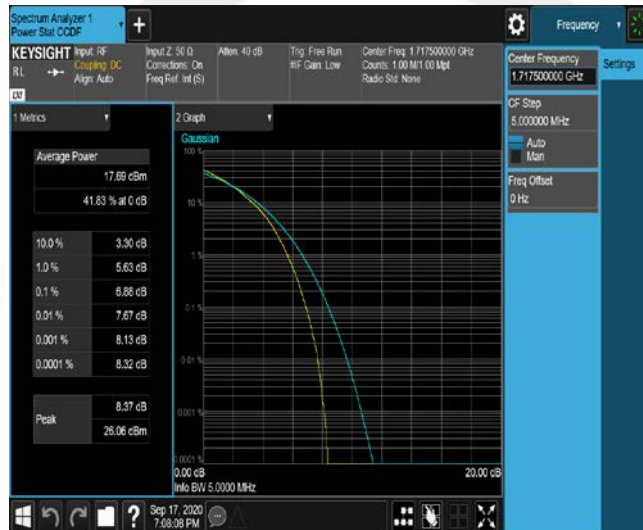 Spectrum Analyzer 1
Power Stat CCDF
+
Frequency
KEYSIGHT
RL
Input: RF
Coupling: DC
Align: Auto
Input Z: 50 Ω
Corrections: On
Freq Ref: Int (S)
Atten: 40 dB
Trig: Free Run
#IF Gain: Low
Center Freq: 1.717500000 GHz
Counts: 1.00 M/1.00 Mpt
Radio Std: None
Center Frequency
1.717500000 GHz
Settings
CF Step
5.000000 MHz
Auto
Man
Freq Offset
0 Hz
1 Metrics
Average Power
17.69 dBm
41.83 % at 0 dB
10.0 % 3.30 dB
1.0 % 5.63 dB
0.1 % 6.88 dB
0.01 % 7.67 dB
0.001 % 8.13 dB
0.0001 % 8.32 dB
Peak
8.37 dB
26.06 dBm
2 Graph
Gaussian
100 %
10 %
1 %
0.1 %
0.01 %
0.001 %
0.0001 %
0.00 dB 20.00 dB
Info BW 5.0000 MHz
?
Sep 17, 2020
7:08:08 PM